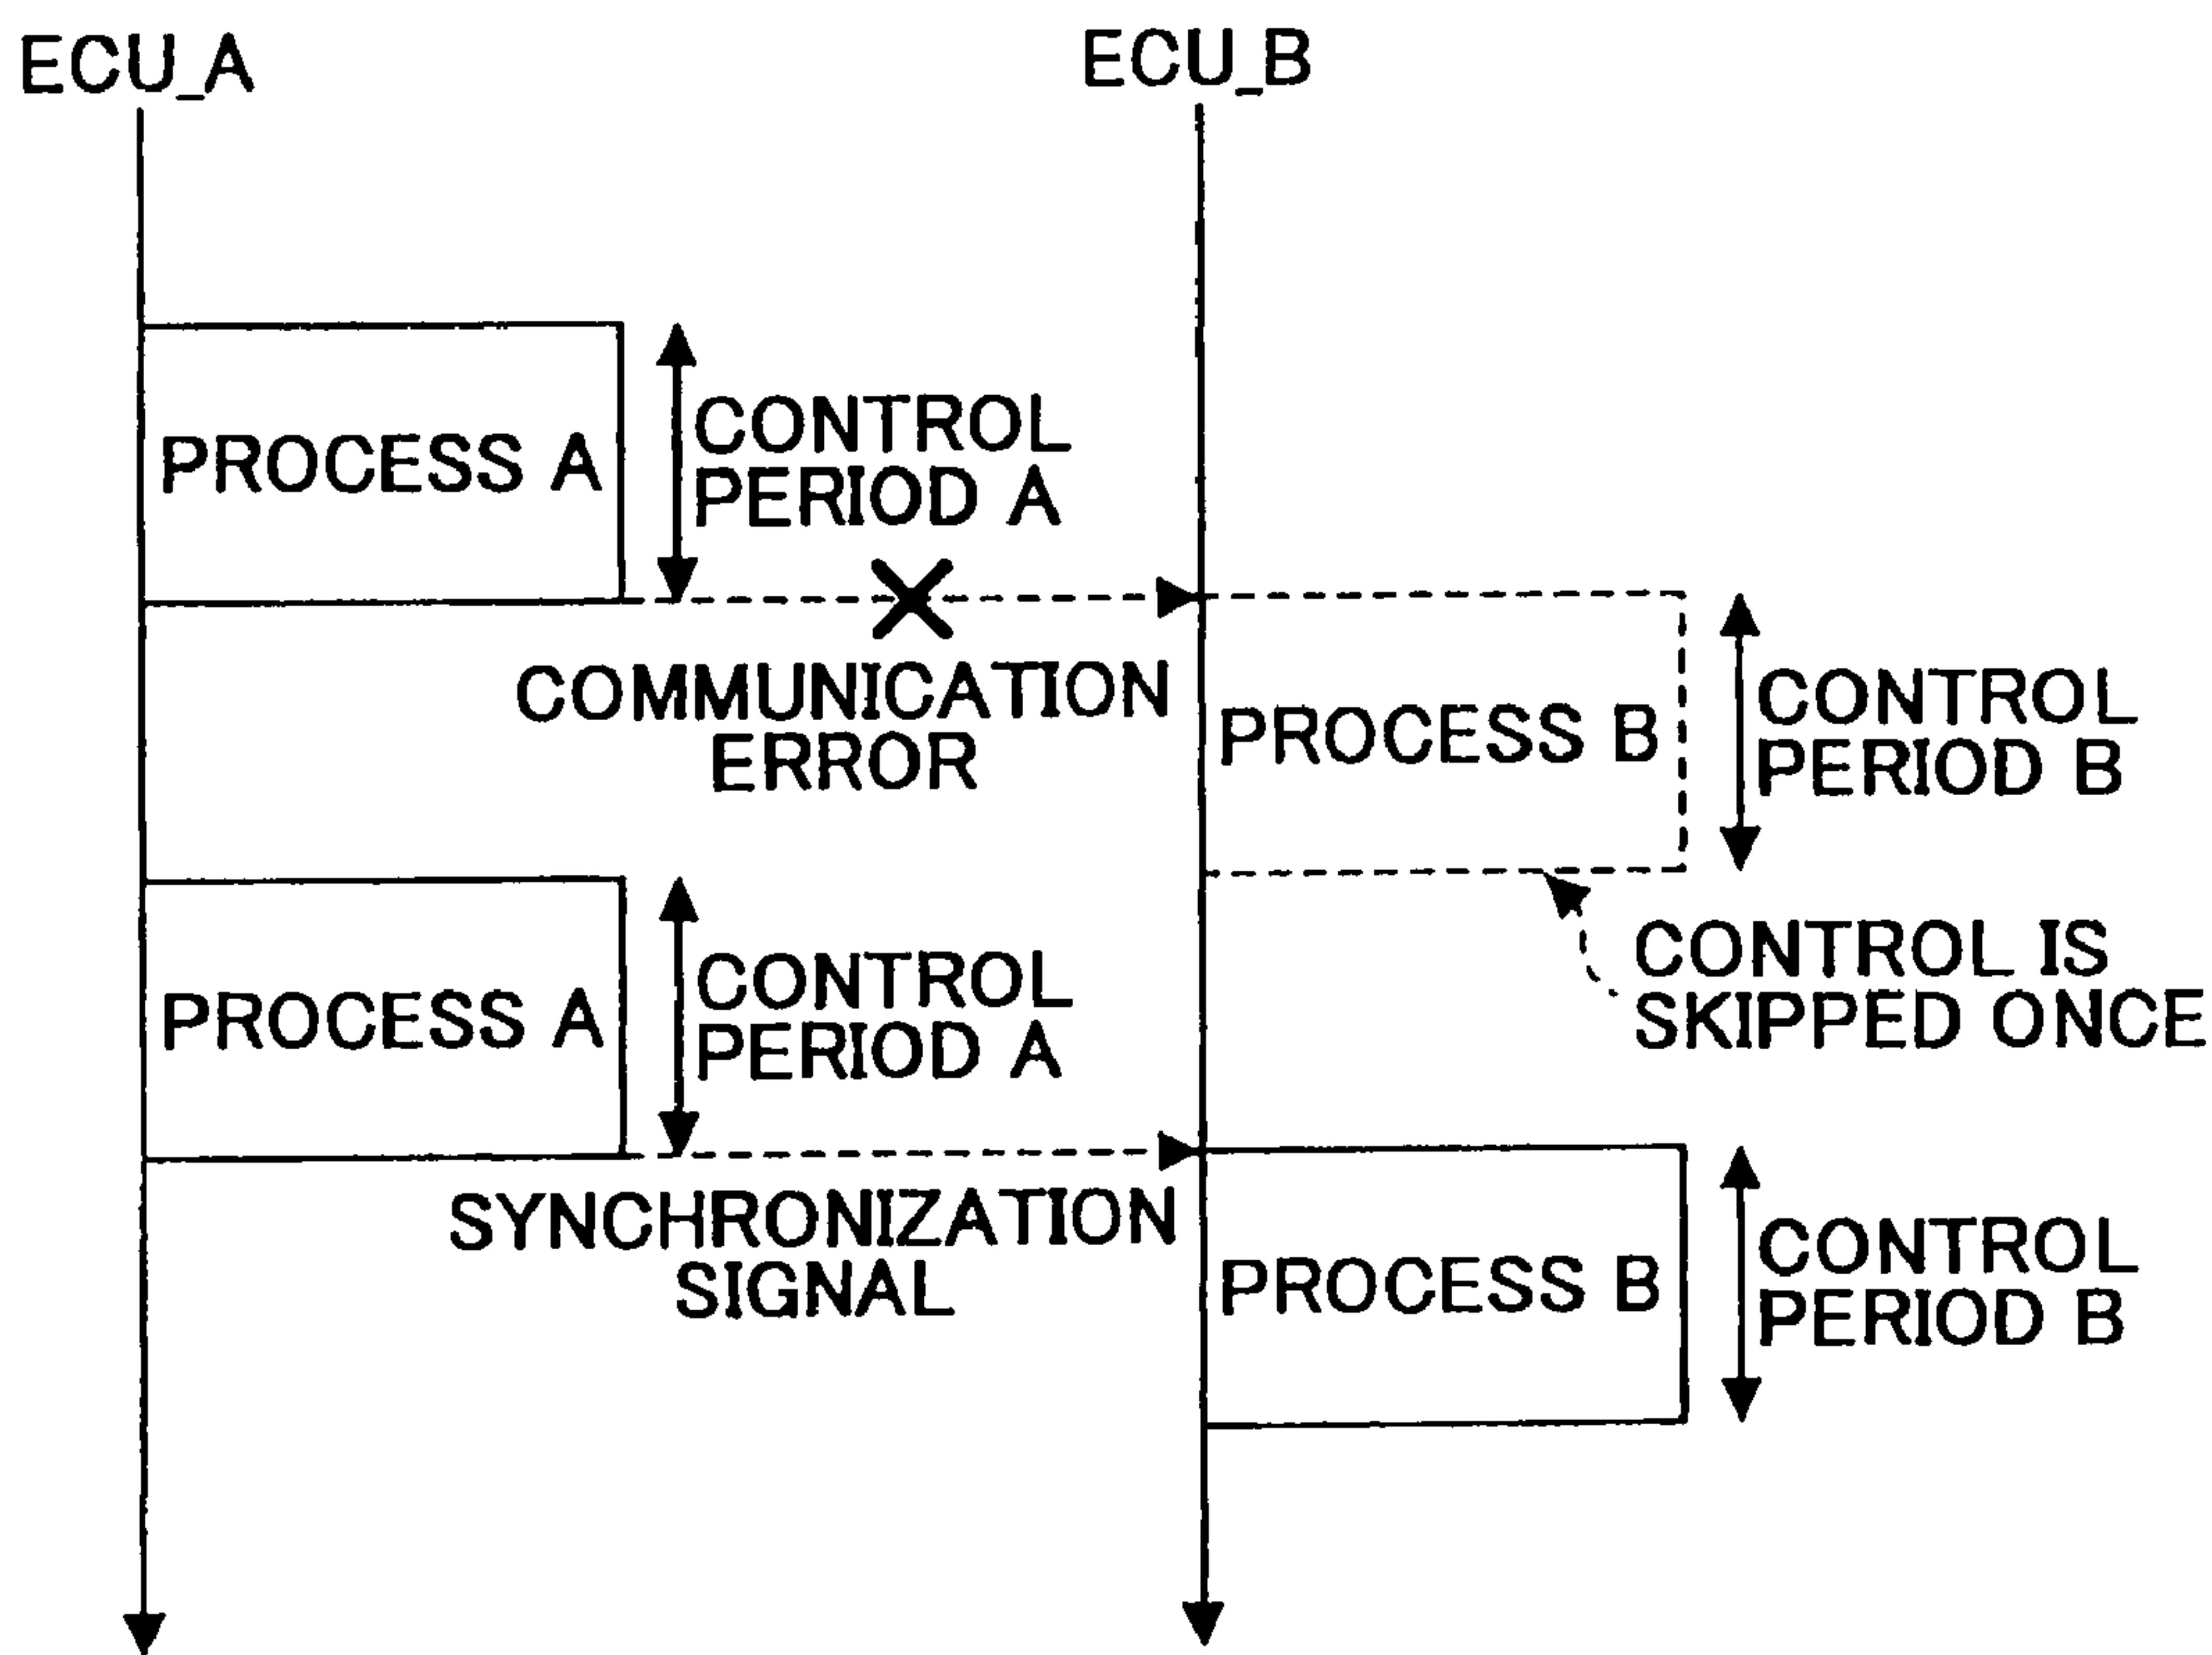 ECU_A
ECU_B
PROCESS A
CONTROL
PERIOD A
COMMUNICATION
ERROR
PROCESS B
CONTROL
PERIOD B
CONTROL IS
SKIPPED ONCE
PROCESS A
CONTROL
PERIOD A
SYNCHRONIZATION
SIGNAL
PROCESS B
CONTROL
PERIOD B